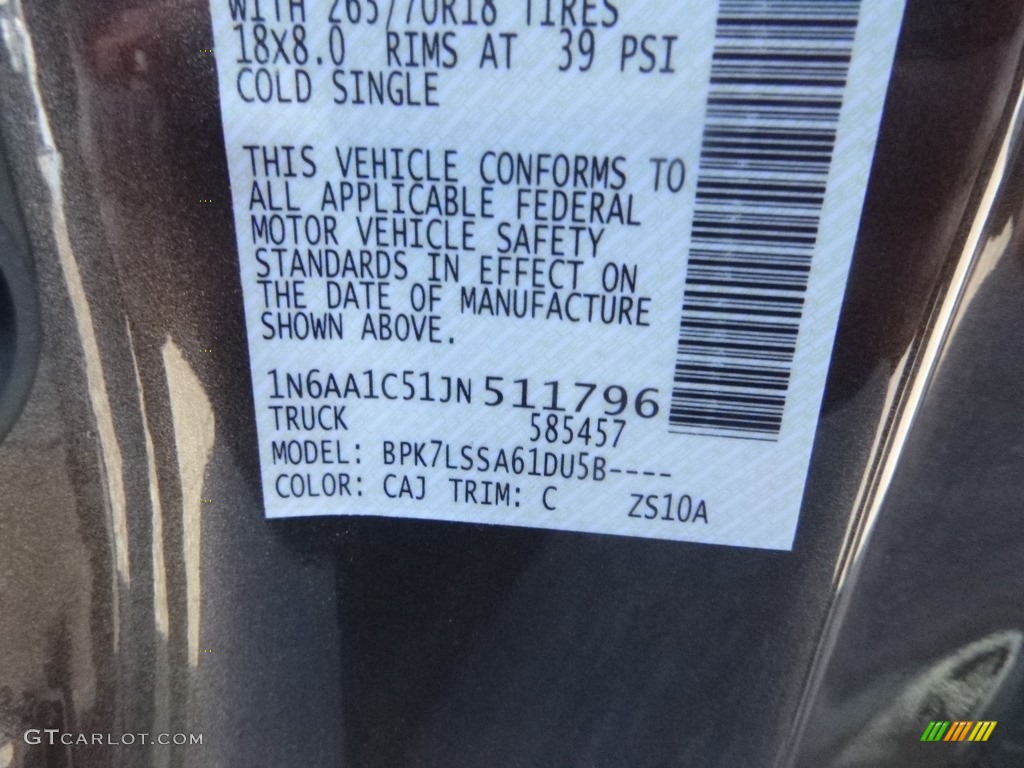 WITH 265/70R18 TIRES
18X8.0 RIMS AT 39 PSI
COLD SINGLE
THIS VEHICLE CONFORMS TO
ALL APPLICABLE FEDERAL
MOTOR VEHICLE SAFETY
STANDARDS IN EFFECT ON
THE DATE OF MANUFACTURE
SHOWN ABOVE.
1N6AA1C51JN511796
TRUCK 585457
MODEL: BPK7LSSA61DU5B----
COLOR: CAJ TRIM: C ZS10A
GTCARLOT.COM